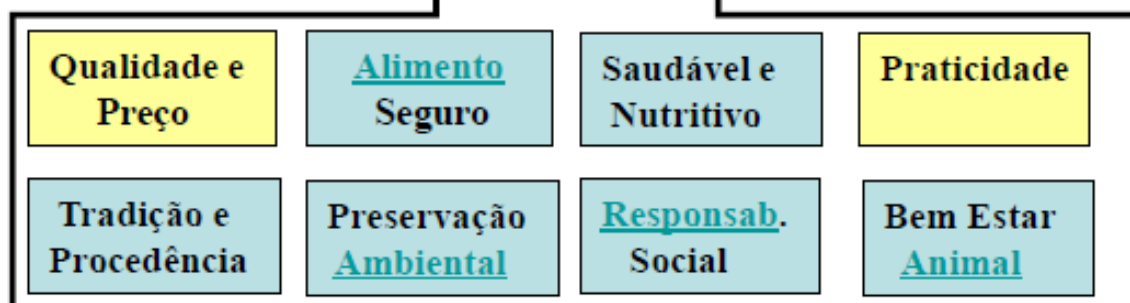 Qualidade e
Preço
Alimento
Seguro
Saudável e
Nutritivo
Praticidade
Tradição e
Procedência
Preservação
Ambiental
Responsab.
Social
Bem Estar
Animal